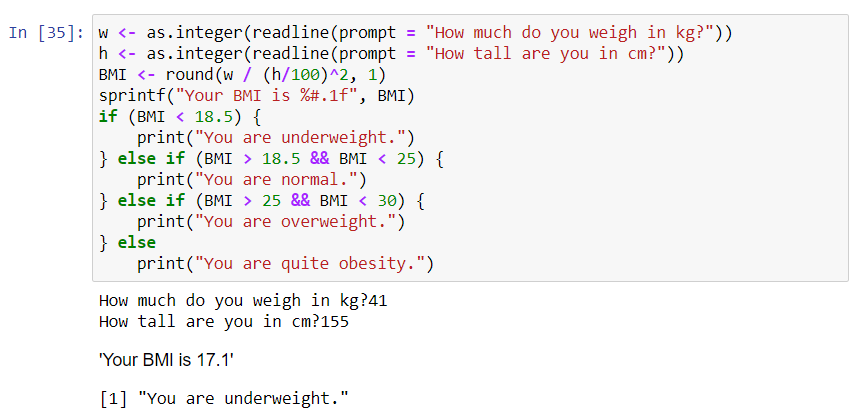 In [35]: w <- as.integer(readline(prompt = "How much do you weigh in kg?"))
h <- as.integer(readline(prompt = "How tall are you in cm?"))
BMI <- round(w / (h/100)^2, 1)
sprintf("Your BMI is %#.1f", BMI)
if (BMI < 18.5) {
    print("You are underweight.")
} else if (BMI > 18.5 && BMI < 25) {
    print("You are normal.")
} else if (BMI > 25 && BMI < 30) {
    print("You are overweight.")
} else
    print("You are quite obesity.")
How much do you weigh in kg?41
How tall are you in cm?155
'Your BMI is 17.1'
[1] "You are underweight."